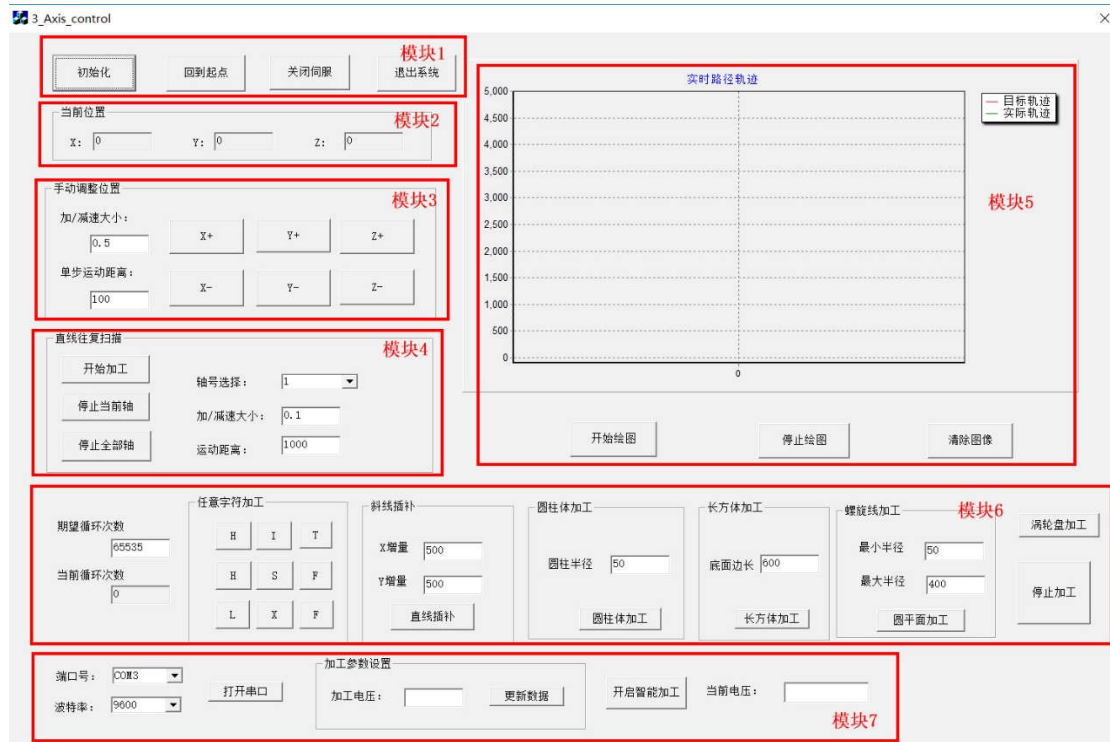 3_Axis_control
模块1
初始化
回到起点
关闭伺服
退出系统
当前位置
模块2
X: 0
Y: 0
Z: 0
手动调整位置
模块3
加/减速大小:
0.5
X+
Y+
Z+
单步运动距离:
100
X-
Y-
Z-
直线往复扫描
模块4
开始加工
停止当前轴
停止全部轴
轴号选择: 1
加/减速大小: 0.1
运动距离: 1000
实时路径轨迹
目标轨迹
实际轨迹
模块5
5,000
4,500
4,000
3,500
3,000
2,500
2,000
1,500
1,000
500
0
0
开始绘图
停止绘图
清除图像
模块6
期望循环次数
65535
当前循环次数
0
任意字符加工
H I T
H S F
L X F
斜线插补
X增量 500
Y增量 500
直线插补
圆柱体加工
圆柱半径 50
圆柱体加工
长方体加工
底面边长 600
长方体加工
螺旋线加工
最小半径 50
最大半径 400
圆平面加工
涡轮盘加工
停止加工
端口号: COM3
波特率: 9600
打开串口
加工参数设置
加工电压:
更新数据
开启智能加工
当前电压:
模块7